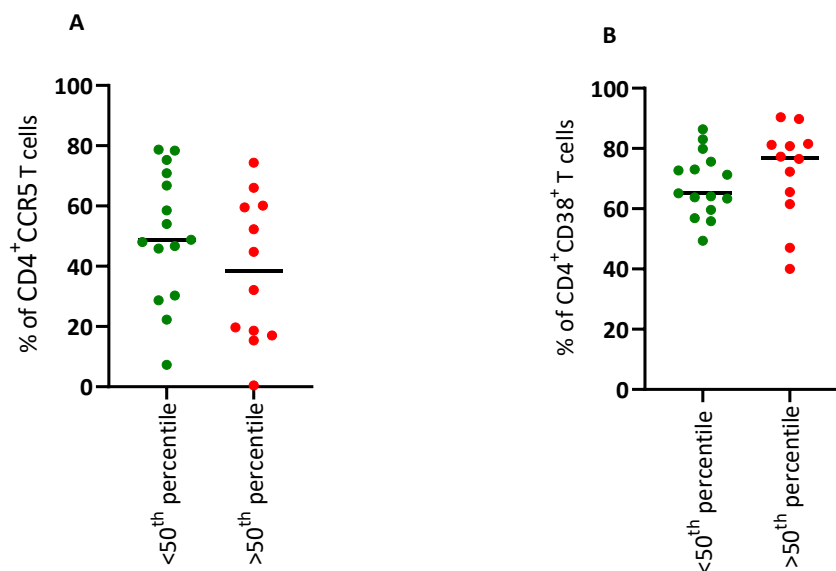 A
% of CD4⁺CCR5 T cells
100
80
60
40
20
0
<50ᵗʰ percentile
>50ᵗʰ percentile
B
% of CD4⁺CD38⁺ T cells
100
80
60
40
20
0
<50ᵗʰ percentile
>50ᵗʰ percentile